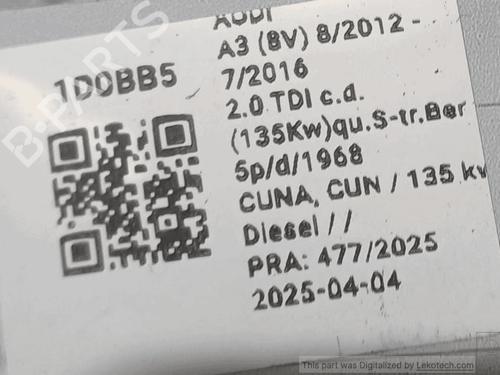 AUDI
A3 (8V) 8/2012 -
7/2016
2.0 TDI c.d.
(135Kw)qu.S-tr.Ber
5p/d/1968
CUNA, CUN / 135 kw
Diesel / /
PRA: 477/2025
2025-04-04
1D0BB5
B-PARTS
This part was Digitalized by Lekotech.com